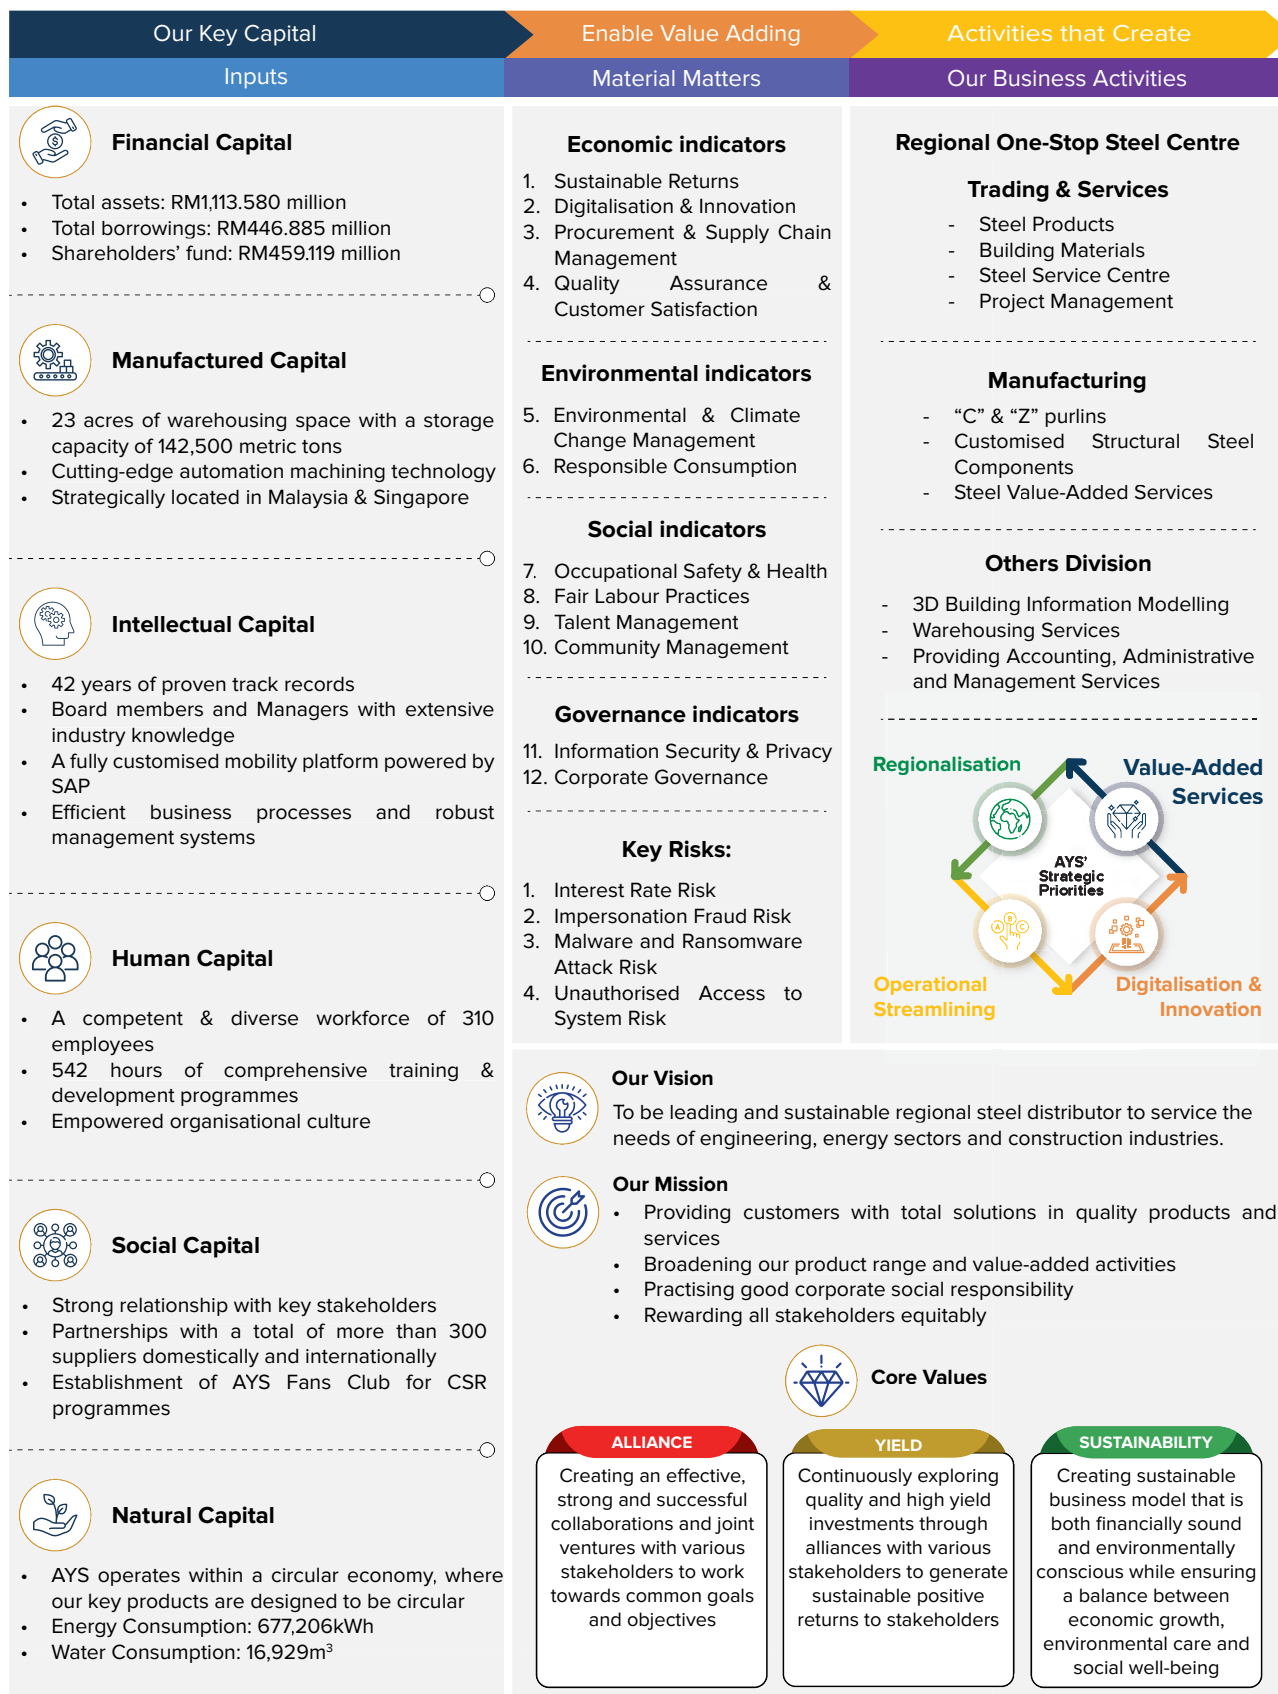 Our Key Capital
Enable Value Adding
Activities that Create
Inputs
Material Matters
Our Business Activities
Financial Capital
• Total assets: RM1,113.580 million
• Total borrowings: RM446.885 million
• Shareholders' fund: RM459.119 million
Manufactured Capital
• 23 acres of warehousing space with a storage
capacity of 142,500 metric tons
• Cutting-edge automation machining technology
• Strategically located in Malaysia & Singapore
Intellectual Capital
• 42 years of proven track records
• Board members and Managers with extensive
industry knowledge
• A fully customised mobility platform powered by
SAP
• Efficient business processes and robust
management systems
Human Capital
• A competent & diverse workforce of 310
employees
• 542 hours of comprehensive training &
development programmes
• Empowered organisational culture
Social Capital
• Strong relationship with key stakeholders
• Partnerships with a total of more than 300
suppliers domestically and internationally
• Establishment of AYS Fans Club for CSR
programmes
Natural Capital
• AYS operates within a circular economy, where
our key products are designed to be circular
• Energy Consumption: 677,206kWh
• Water Consumption: 16,929m³
Economic indicators
1. Sustainable Returns
2. Digitalisation & Innovation
3. Procurement & Supply Chain
Management
4. Quality Assurance &
Customer Satisfaction
Environmental indicators
5. Environmental & Climate
Change Management
6. Responsible Consumption
Social indicators
7. Occupational Safety & Health
8. Fair Labour Practices
9. Talent Management
10. Community Management
Governance indicators
11. Information Security & Privacy
12. Corporate Governance
Key Risks:
1. Interest Rate Risk
2. Impersonation Fraud Risk
3. Malware and Ransomware
Attack Risk
4. Unauthorised Access to
System Risk
Regional One-Stop Steel Centre
Trading & Services
- Steel Products
- Building Materials
- Steel Service Centre
- Project Management
Manufacturing
- “C” & “Z” purlins
- Customised Structural Steel
Components
- Steel Value-Added Services
Others Division
- 3D Building Information Modelling
- Warehousing Services
- Providing Accounting, Administrative
and Management Services
Regionalisation
Value-Added
Services
AYS'
Strategic
Priorities
A B C
Operational
Streamlining
Digitalisation &
Innovation
Our Vision
To be leading and sustainable regional steel distributor to service the
needs of engineering, energy sectors and construction industries.
Our Mission
• Providing customers with total solutions in quality products and
services
• Broadening our product range and value-added activities
• Practising good corporate social responsibility
• Rewarding all stakeholders equitably
Core Values
ALLIANCE
Creating an effective,
strong and successful
collaborations and joint
ventures with various
stakeholders to work
towards common goals
and objectives
YIELD
Continuously exploring
quality and high yield
investments through
alliances with various
stakeholders to generate
sustainable positive
returns to stakeholders
SUSTAINABILITY
Creating sustainable
business model that is
both financially sound
and environmentally
conscious while ensuring
a balance between
economic growth,
environmental care and
social well-being